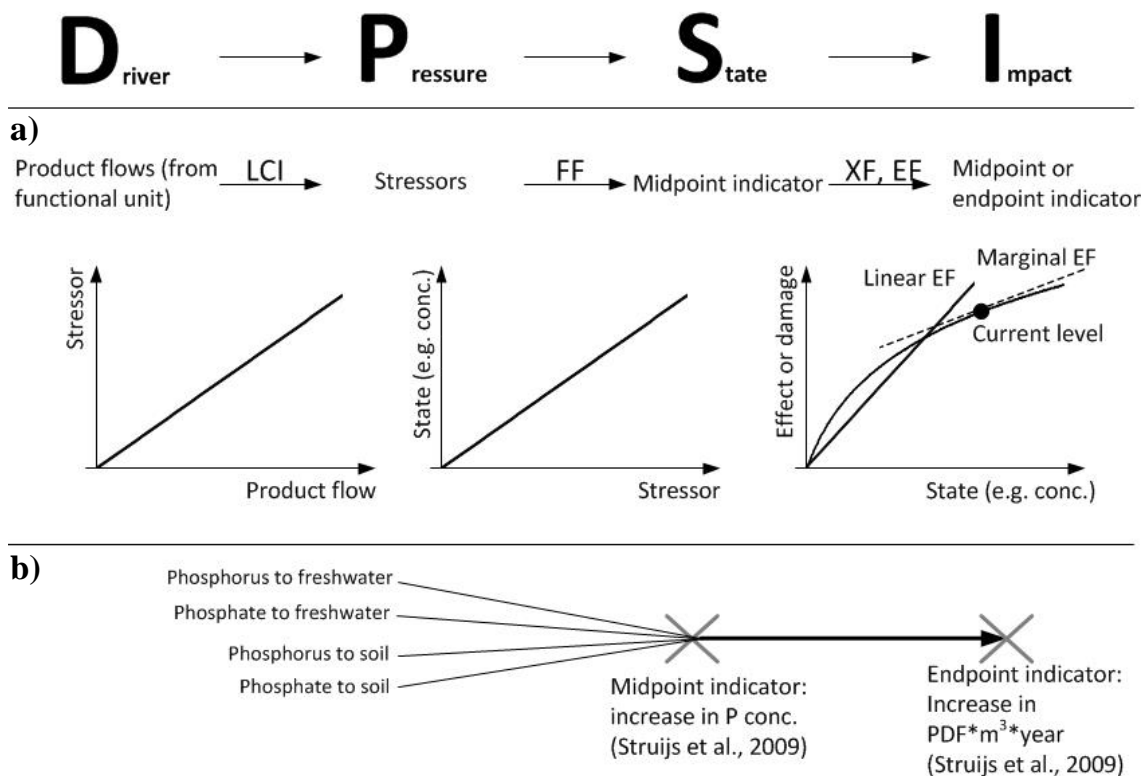 Driver Pressure State Impact
a)
Product flows (from
functional unit)
LCI
Stressors
FF
Midpoint indicator
XF, EF
Midpoint or
endpoint indicator
Stressor
Product flow
State (e.g. conc.)
Stressor
Effect or damage
Linear EF
Marginal EF
Current level
State (e.g. conc.)
b)
Phosphorus to freshwater
Phosphate to freshwater
Phosphorus to soil
Phosphate to soil
Midpoint indicator:
increase in P conc.
(Struijs et al., 2009)
Endpoint indicator:
Increase in
PDF*m³*year
(Struijs et al., 2009)